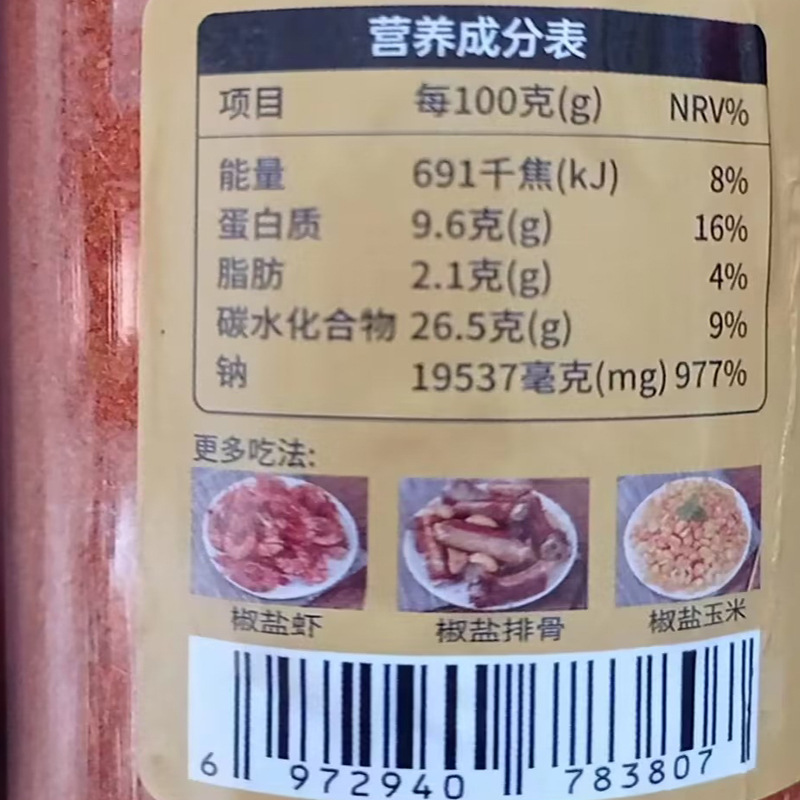 营养成分表
项目 每100克(g) NRV%
能量 691千焦(kJ) 8%
蛋白质 9.6克(g) 16%
脂肪 2.1克(g) 4%
碳水化合物 26.5克(g) 9%
钠 19537毫克(mg) 977%
更多吃法:
椒盐虾 椒盐排骨 椒盐玉米
6 972940 783807